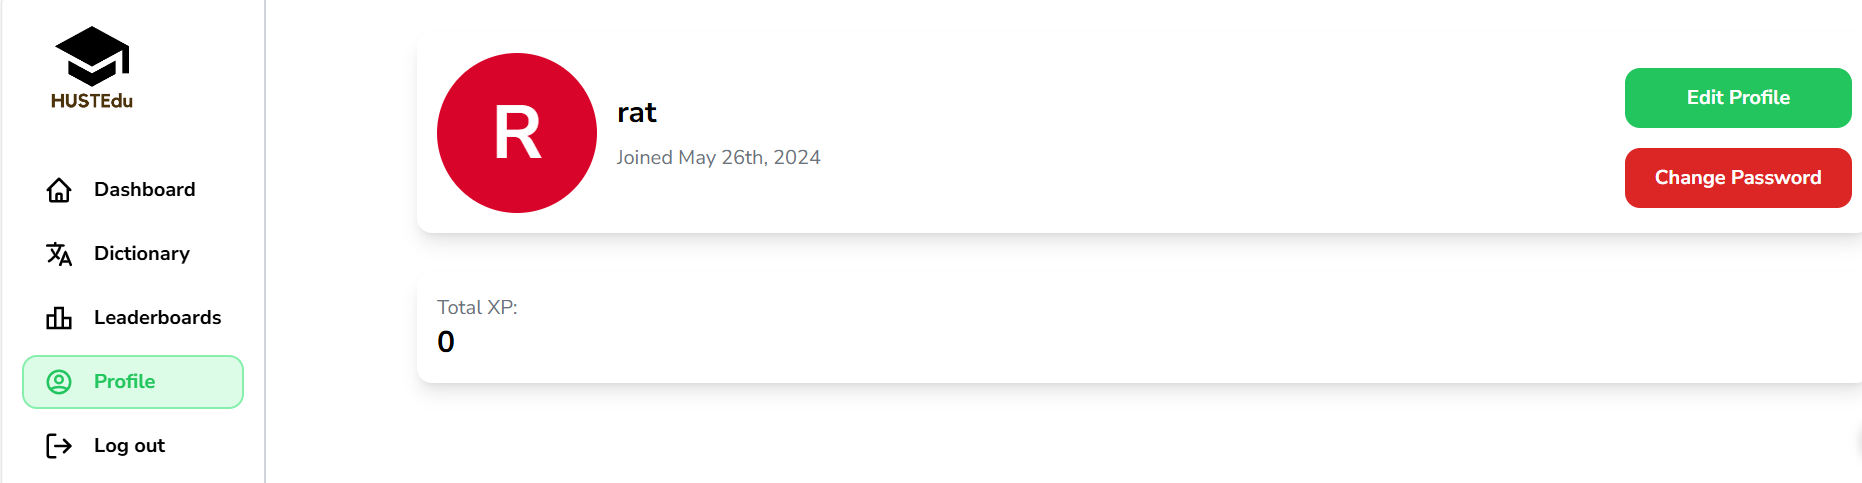 HUSTEdu
Dashboard
Dictionary
Leaderboards
Profile
Log out
R
rat
Joined May 26th, 2024
Edit Profile
Change Password
Total XP:
0